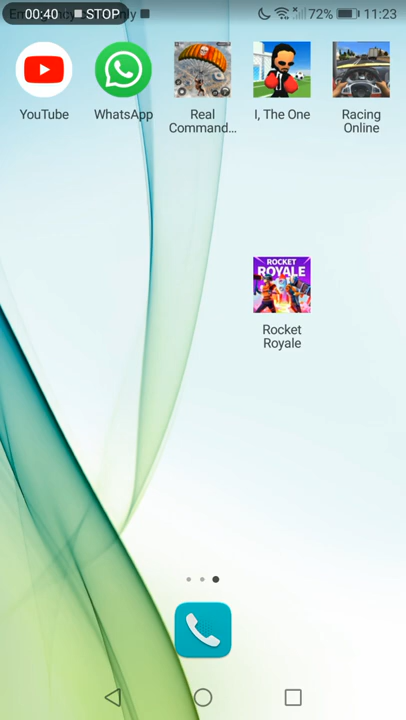 00:40 STOP 72% 11:23
YouTube WhatsApp Real Command... I, The One Racing Online
ROCKET
ROYALE
Rocket
Royale